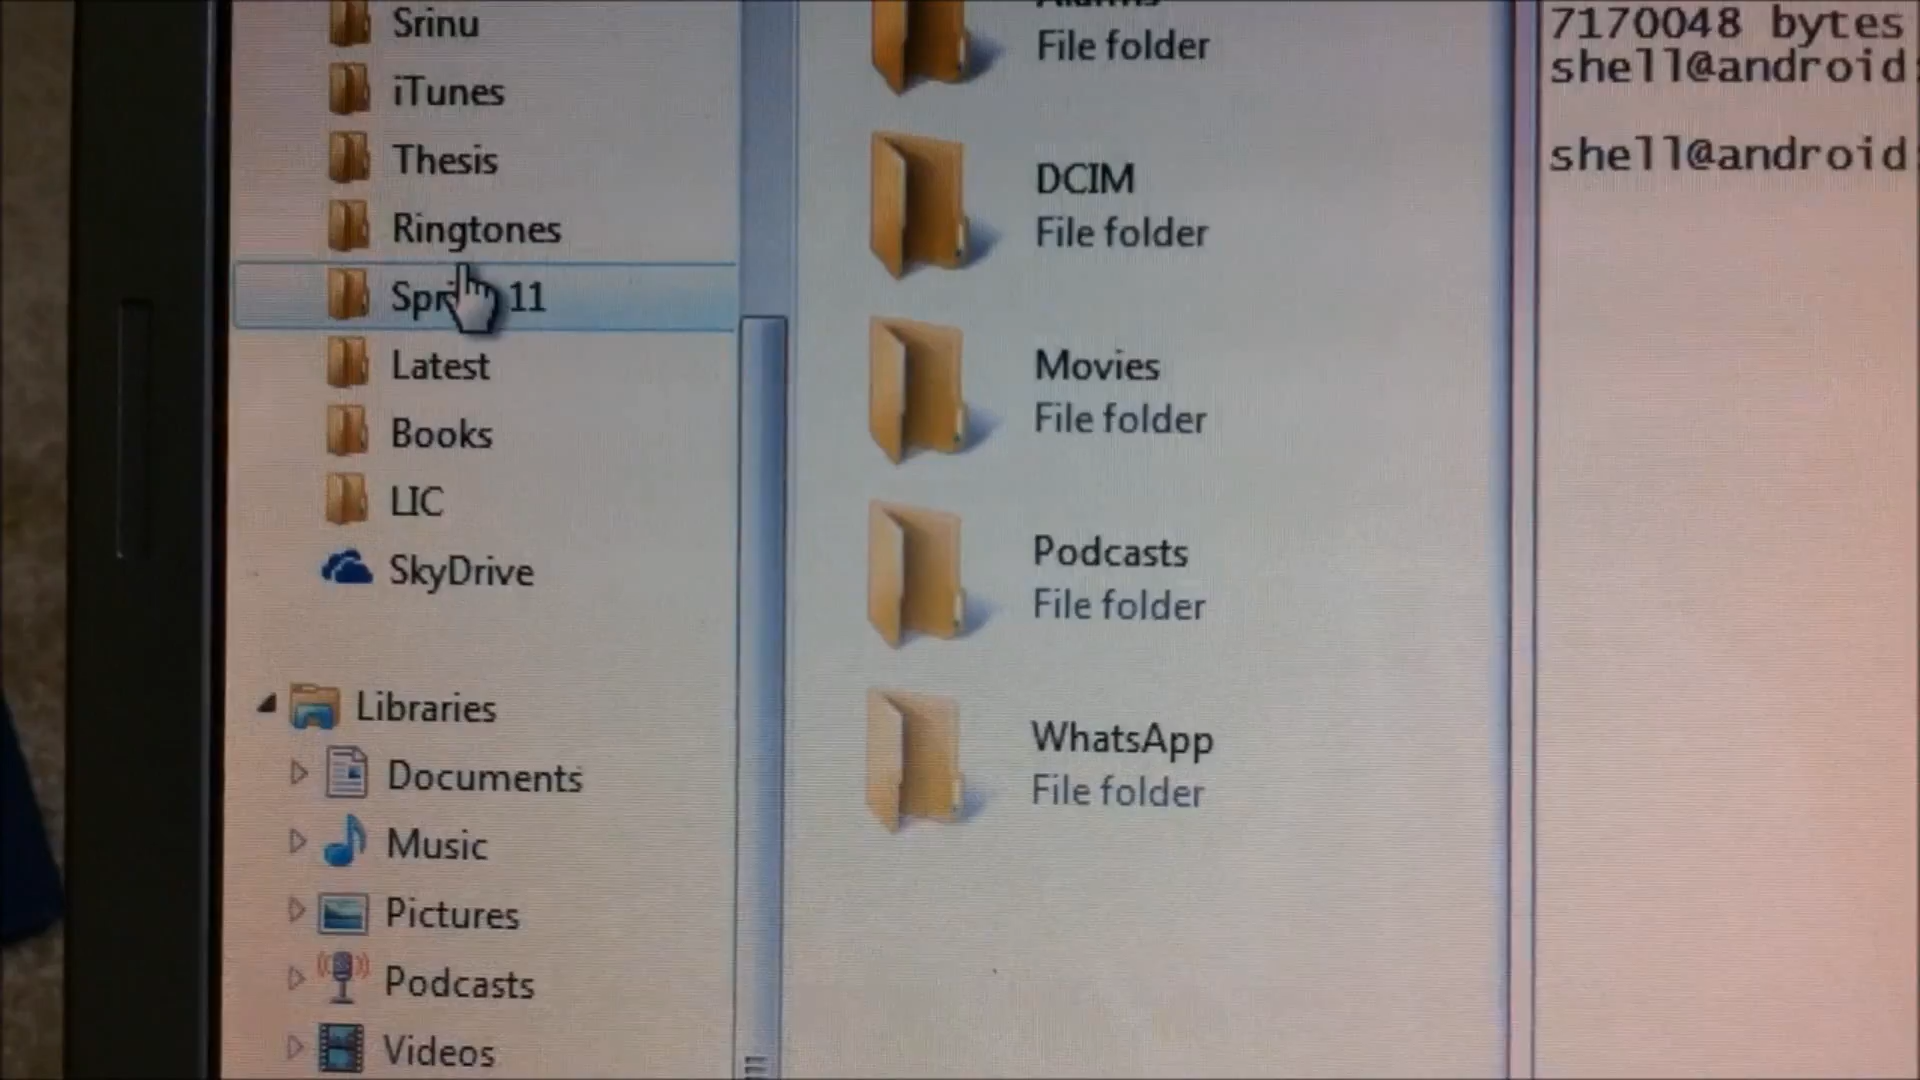 Srinu
iTunes
Thesis
Ringtones
11
Latest
Books
LIC
SkyDrive
Libraries
Documents
Music
Pictures
Podcasts
Videos
Alarms
File folder
DCIM
File folder
Movies
File folder
Podcasts
File folder
WhatsApp
File folder
7170048 bytes
shell@android
shell@android